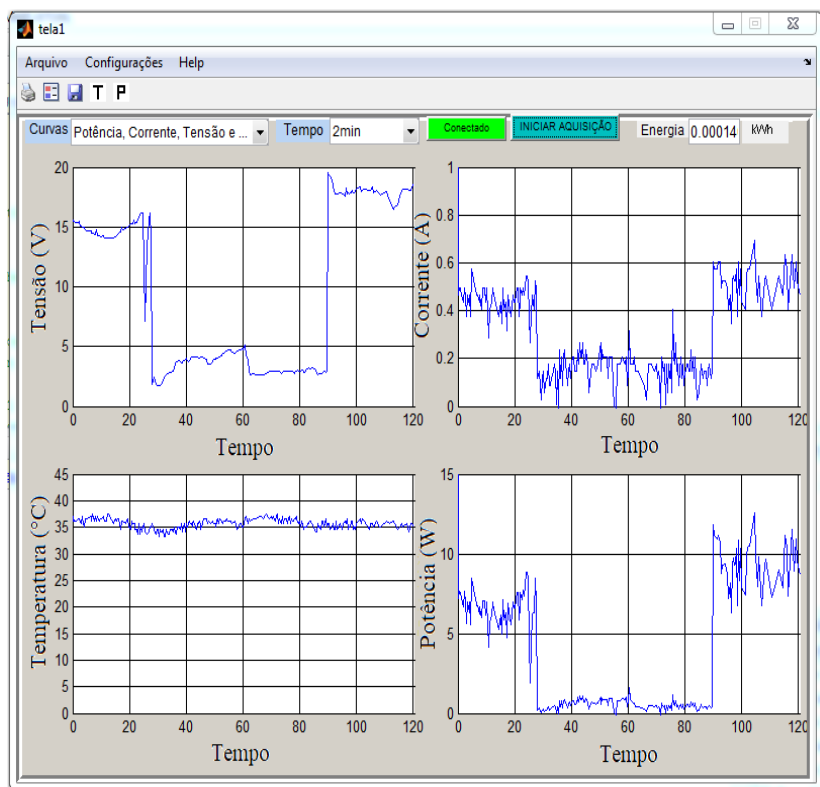 tela1
Arquivo Configurações Help
T P
Curvas Potência, Corrente, Tensão e ... Tempo 2min Conectado INICIAR AQUISIÇÃO Energia 0.00014 kWh
Tensão (V)
20
15
10
5
0
0 20 40 60 80 100 120
Tempo
Corrente (A)
1
0.8
0.6
0.4
0.2
0
0 20 40 60 80 100 120
Tempo
Temperatura (°C)
45
40
35
30
25
20
15
10
5
0
0 20 40 60 80 100 120
Tempo
Potência (W)
15
10
5
0
0 20 40 60 80 100 120
Tempo